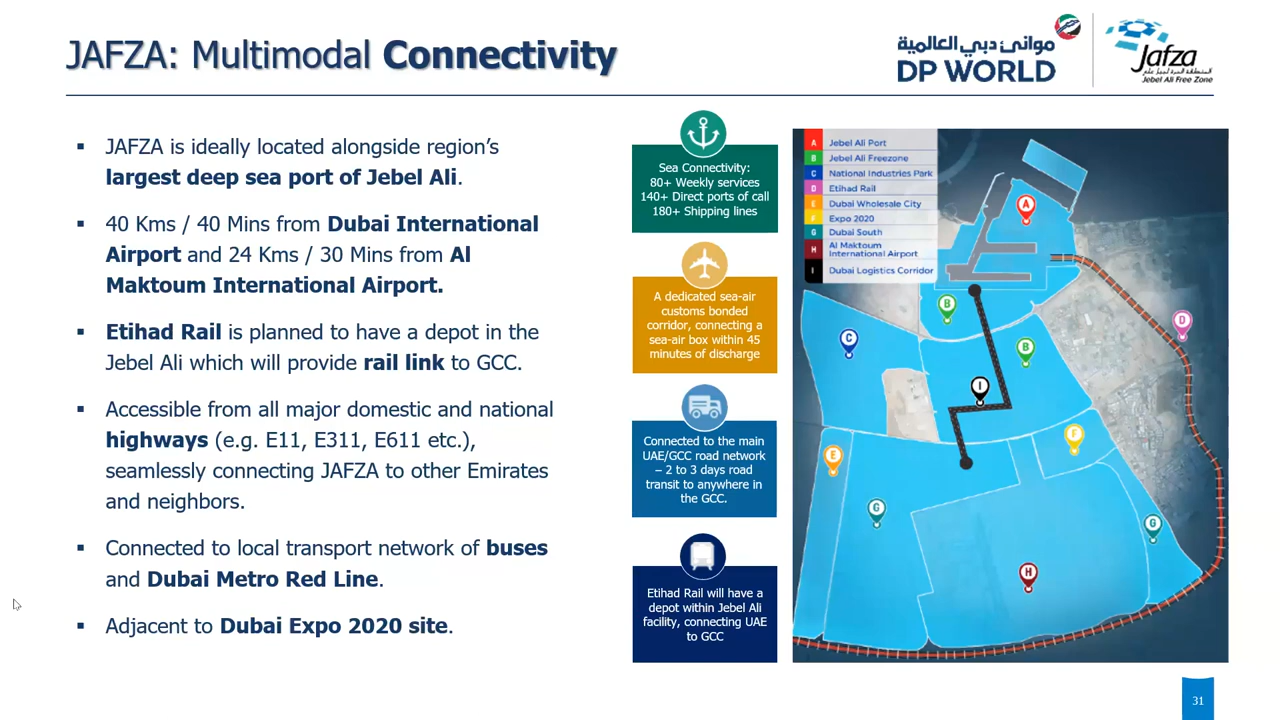 JAFZA: Multimodal Connectivity
موانئ دبي العالمية
DP WORLD
Jafza
Jebel Ali Free Zone
▪ JAFZA is ideally located alongside region’s
largest deep sea port of Jebel Ali.
▪ 40 Kms / 40 Mins from Dubai International
Airport and 24 Kms / 30 Mins from Al
Maktoum International Airport.
▪ Etihad Rail is planned to have a depot in the
Jebel Ali which will provide rail link to GCC.
▪ Accessible from all major domestic and national
highways (e.g. E11, E311, E611 etc.),
seamlessly connecting JAFZA to other Emirates
and neighbors.
▪ Connected to local transport network of buses
and Dubai Metro Red Line.
▪ Adjacent to Dubai Expo 2020 site.
Sea Connectivity:
80+ Weekly services
140+ Direct ports of call
180+ Shipping lines
A dedicated sea-air
customs bonded
corridor, connecting a
sea-air box within 45
minutes of discharge
Connected to the main
UAE/GCC road network
– 2 to 3 days road
transit to anywhere in
the GCC.
Etihad Rail will have a
depot within Jebel Ali
facility, connecting UAE
to GCC
A Jebel Ali Port
B Jebel Ali Freezone
C National Industries Park
D Etihad Rail
E Dubai Wholesale City
F Expo 2020
G Dubai South
H Al Maktoum
International Airport
I Dubai Logistics Corridor
A
B
D
C
B
I
F
E
G
G
H
31